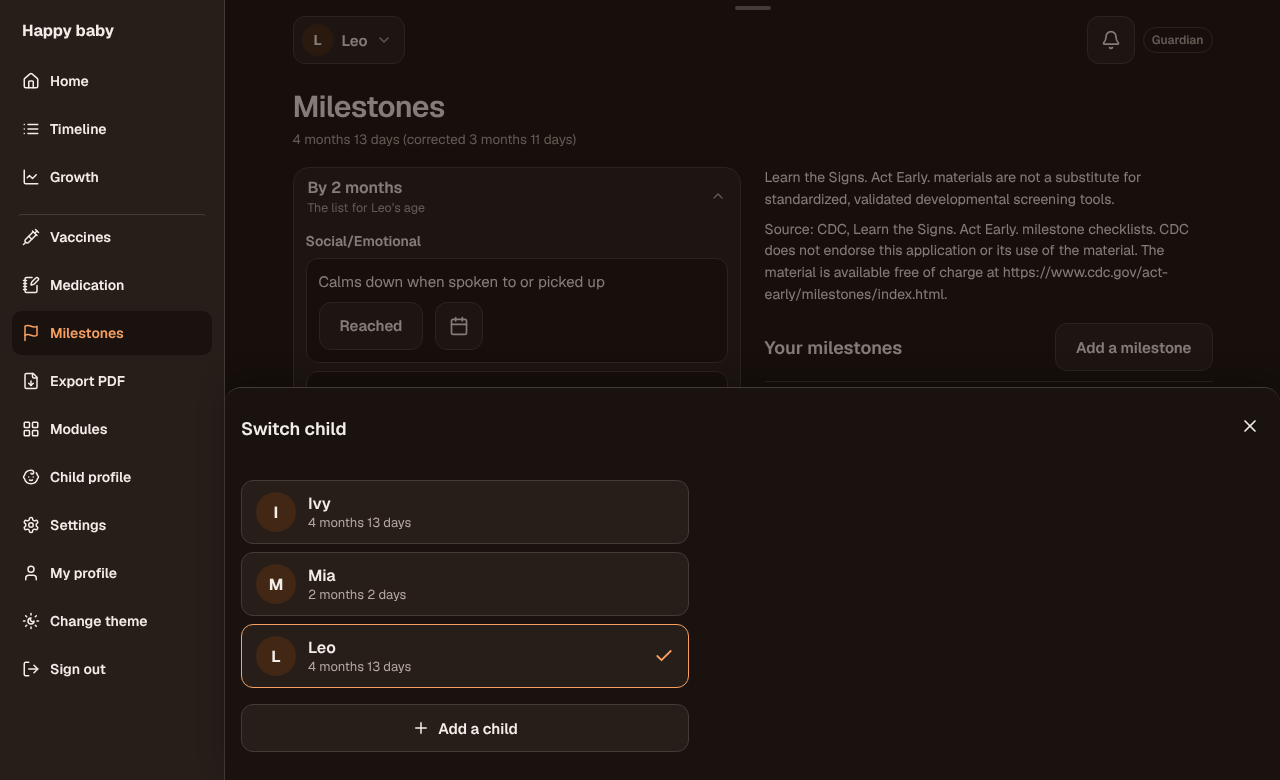 Happy baby
Home
Timeline
Growth
Vaccines
Medication
Milestones
Export PDF
Modules
Child profile
Settings
My profile
Change theme
Sign out
L Leo
Guardian
Milestones
4 months 13 days (corrected 3 months 11 days)
By 2 months
The list for Leo's age
Social/Emotional
Calms down when spoken to or picked up
Reached
Learn the Signs. Act Early. materials are not a substitute for
standardized, validated developmental screening tools.
Source: CDC, Learn the Signs. Act Early. milestone checklists. CDC
does not endorse this application or its use of the material. The
material is available free of charge at https://www.cdc.gov/act-
early/milestones/index.html.
Your milestones
Add a milestone
Switch child
I
Ivy
4 months 13 days
M
Mia
2 months 2 days
L
Leo
4 months 13 days
Add a child